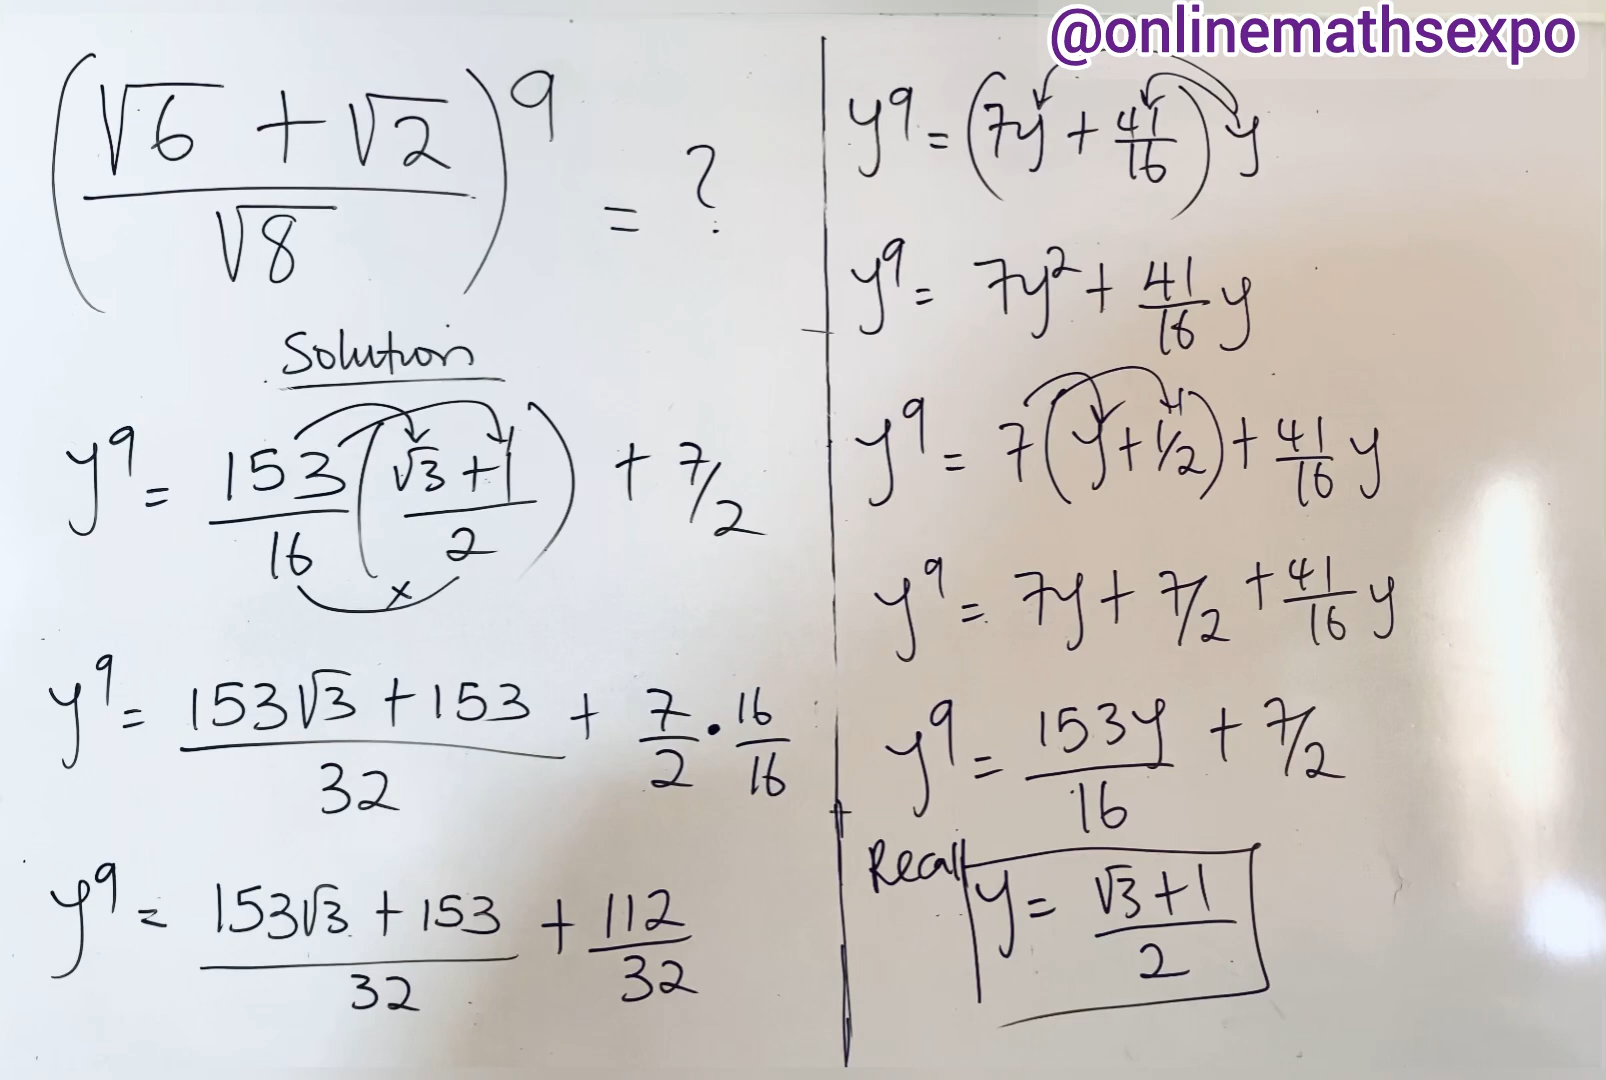 @onlinemathsexpo
((√6 + √2)/√8)^9 = ?
Solution
y^9 = 153/16 ((√3 + 1)/2) + 7/2
×
y^9 = (153√3 + 153)/32 + 7/2 · 16/16
y^9 = (153√3 + 153)/32 + 112/32
y^9 = (7y + 41/16) y
y^9 = 7y² + 41/16 y
y^9 = 7(y + 1/2) + 41/16 y
y^9 = 7y + 7/2 + 41/16 y
y^9 = 153y/16 + 7/2
Recall y = (√3 + 1)/2